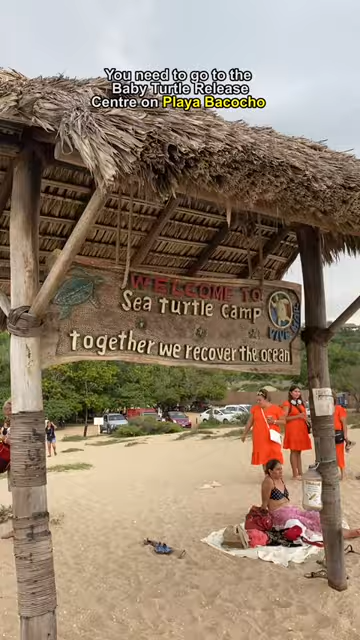 You need to go to the
Baby Turtle Release
Centre on Playa Bacocho
WELCOME TO
Sea Turtle Camp
together we recover the ocean